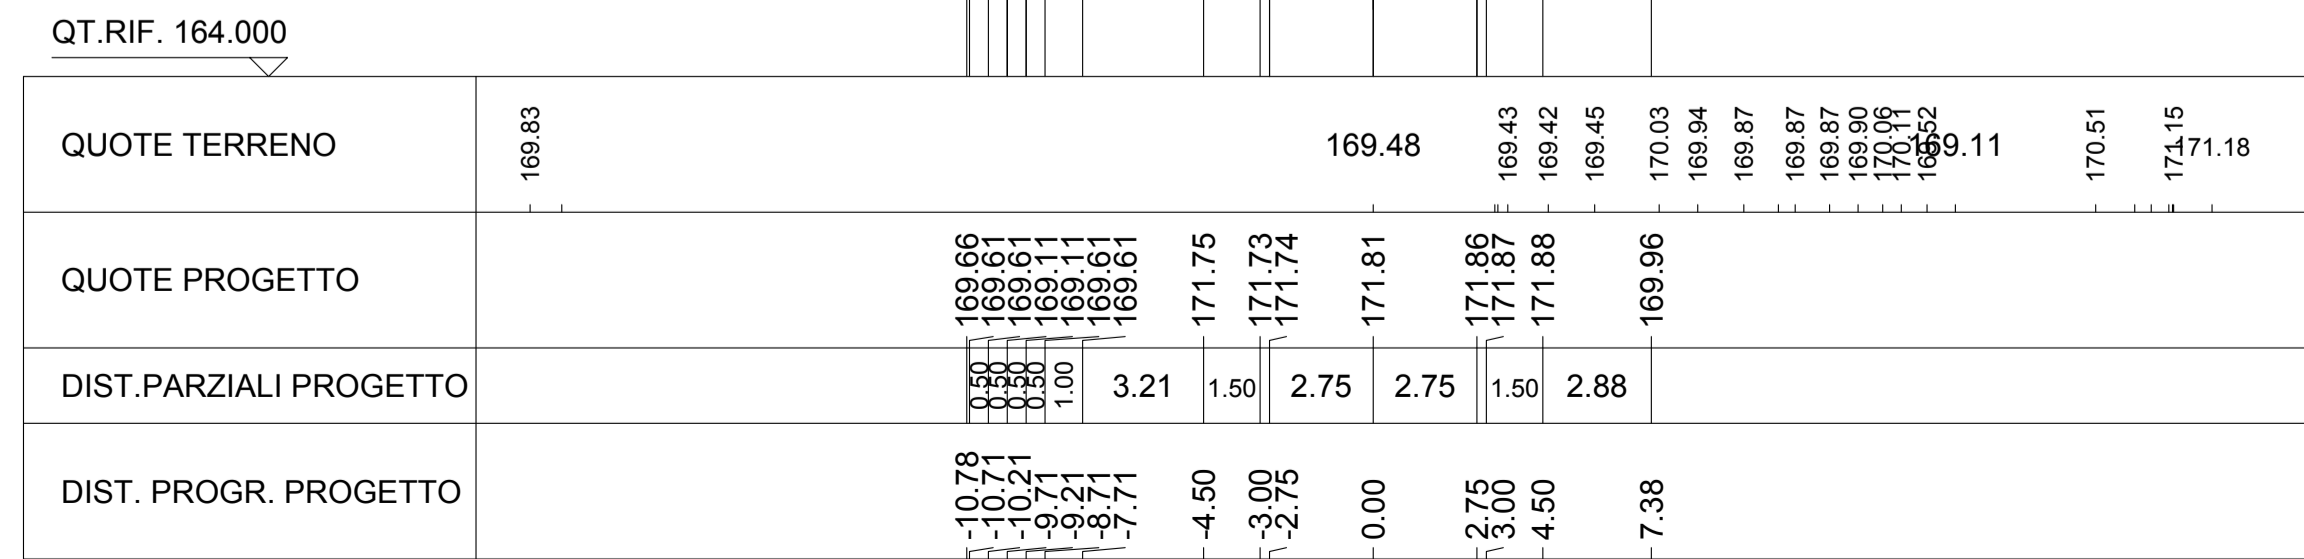 QT.RIF. 164.000
QUOTE TERRENO 169.83 169.48 169.43 169.42 169.45 170.03 169.94 169.87 169.87 169.87 169.90 170.06 170.11 169.52 169.11 170.51 171.15 171.18
QUOTE PROGETTO 169.66 169.61 169.61 169.11 169.11 169.61 169.61 171.75 171.73 171.74 171.81 171.86 171.87 171.88 169.96
DIST.PARZIALI PROGETTO 0.50 0.50 0.50 0.50 1.00 3.21 1.50 2.75 2.75 1.50 2.88
DIST. PROGR. PROGETTO -10.78 -10.71 -10.21 -9.71 -9.21 -8.71 -7.71 -4.50 -3.00 -2.75 0.00 2.75 3.00 4.50 7.38